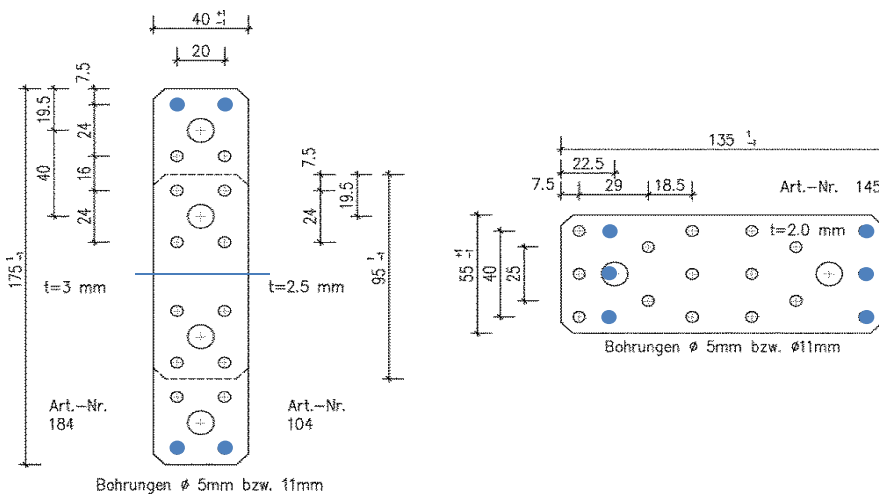 40 +1 -1
20
7.5
19.5
24
40
16
24
175 1 -1
7.5
24
19.5
95 1 -1
t=3 mm
t=2.5 mm
Art.-Nr.
184
Art.-Nr.
104
Bohrungen ø 5mm bzw. 11mm
135 1 -1
22.5
7.5
29
18.5
Art.-Nr. 145
t=2.0 mm
55 +1 -1
40
25
Bohrungen ø 5mm bzw. ø11mm